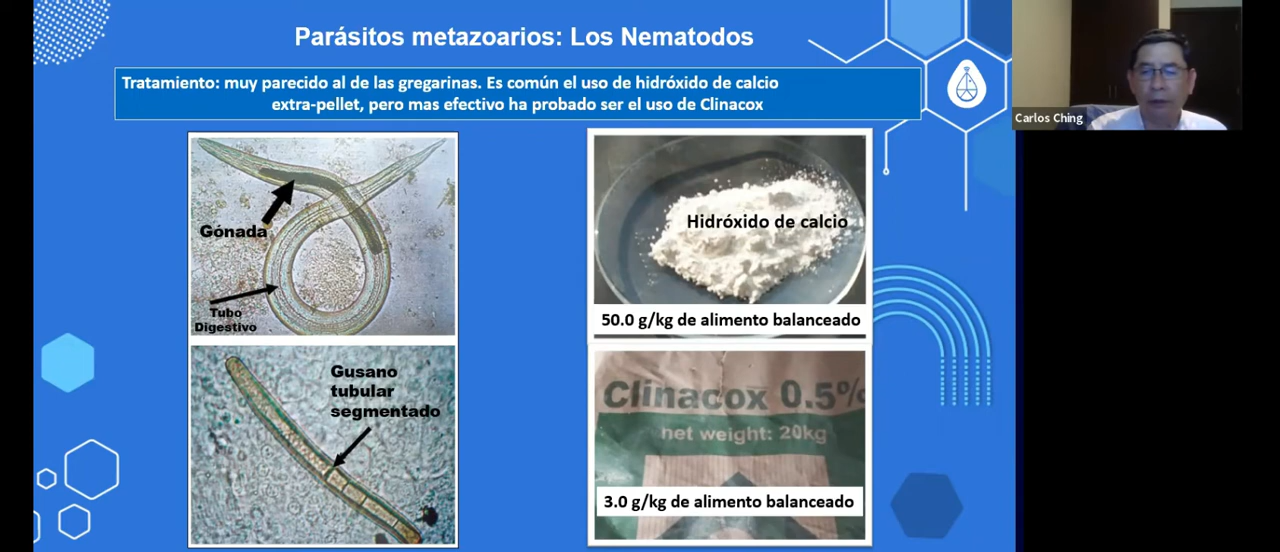 Parásitos metazoarios: Los Nematodos
Tratamiento: muy parecido al de las gregarinas. Es común el uso de hidróxido de calcio
extra-pellet, pero mas efectivo ha probado ser el uso de Clinacox
Carlos Ching
Gónada
Tubo
Digestivo
Gusano
tubular
segmentado
Hidróxido de calcio
50.0 g/kg de alimento balanceado
Clinacox 0.5%
net weight: 20kg
3.0 g/kg de alimento balanceado